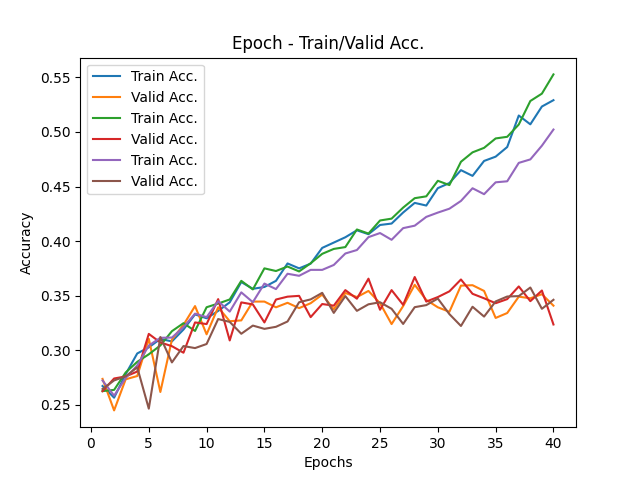 Epoch - Train/Valid Acc.
Train Acc.
Valid Acc.
Train Acc.
Valid Acc.
Train Acc.
Valid Acc.
Accuracy
0.55
0.50
0.45
0.40
0.35
0.30
0.25
0 5 10 15 20 25 30 35 40
Epochs